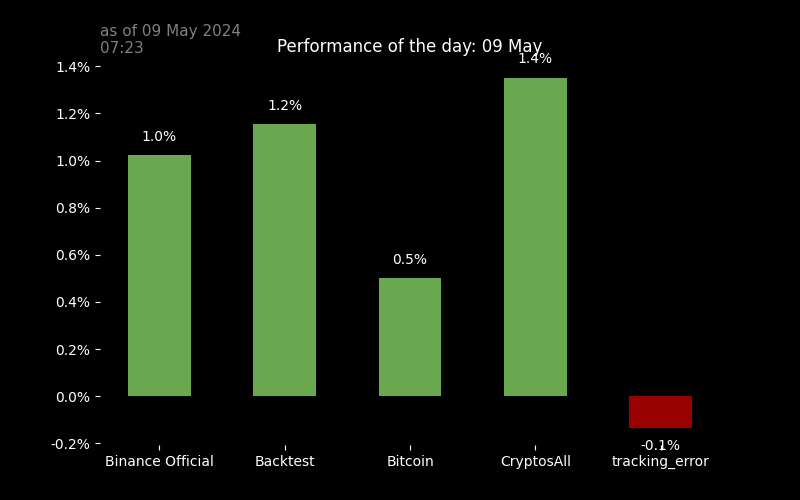 as of 09 May 2024
07:23
Performance of the day: 09 May
1.4%
1.4%
1.2%
1.2%
1.0%
1.0%
0.8%
0.6%
0.5%
0.4%
0.2%
0.0%
-0.2%
-0.1%
Binance Official
Backtest
Bitcoin
CryptosAll
tracking_error